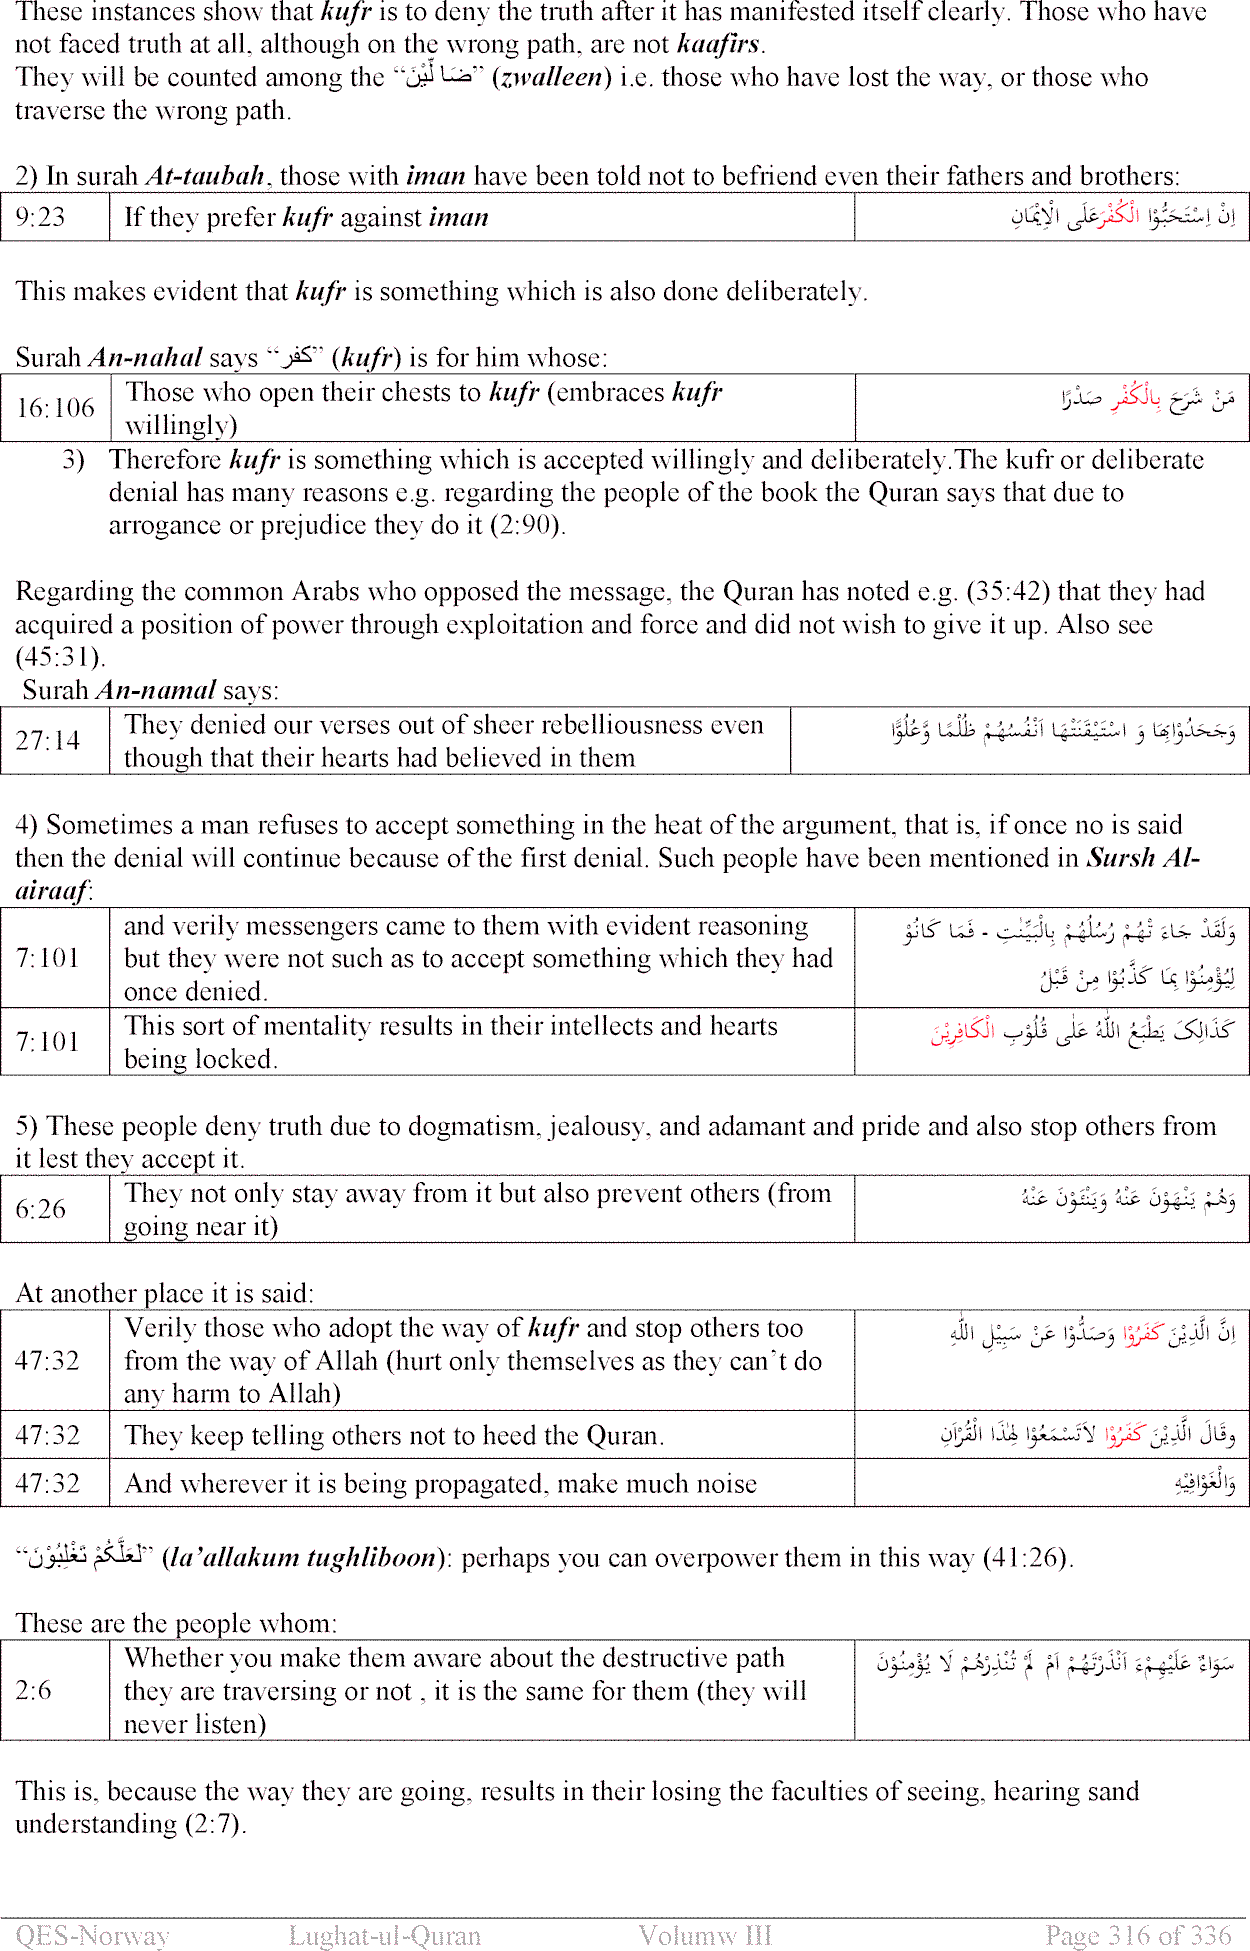 These instances show that kufr is to deny the truth after it has manifested itself clearly. Those who have
not faced truth at all, although on the wrong path, are not kaafirs.
They will be counted among the “ضَا لِّيْنَ” (zwalleen) i.e. those who have lost the way, or those who
traverse the wrong path.
2) In surah At-taubah, those with iman have been told not to befriend even their fathers and brothers:
9:23 If they prefer kufr against iman اِنْ اِسْتَحَبُّوْا الْكُفْرَعَلَى الْاِيْمَانِ
This makes evident that kufr is something which is also done deliberately.
Surah An-nahal says “كفر” (kufr) is for him whose:
16:106 Those who open their chests to kufr (embraces kufr مَنْ شَرَحَ بِالْكُفْرِ صَدْرًا
willingly)
3) Therefore kufr is something which is accepted willingly and deliberately.The kufr or deliberate
denial has many reasons e.g. regarding the people of the book the Quran says that due to
arrogance or prejudice they do it (2:90).
Regarding the common Arabs who opposed the message, the Quran has noted e.g. (35:42) that they had
acquired a position of power through exploitation and force and did not wish to give it up. Also see
(45:31).
Surah An-namal says:
27:14 They denied our verses out of sheer rebelliousness even وَجَحَدُوْابِهَا وَ اسْتَيْقَنَتْهَا اَنْفُسُهُمْ ظُلْمًا وَّعُلُوًّا
though that their hearts had believed in them
4) Sometimes a man refuses to accept something in the heat of the argument, that is, if once no is said
then the denial will continue because of the first denial. Such people have been mentioned in Sursh Al-
airaaf:
7:101 and verily messengers came to them with evident reasoning وَلَقَدْ جَاءَ تْهُمْ رُسُلُهُمْ بِالْبَيِّنٰتِ - فَمَا كَانُوْ
but they were not such as to accept something which they had لِيُؤْمِنُوْا بِمَا كَذَّبُوْا مِنْ قَبْلُ
once denied.
7:101 This sort of mentality results in their intellects and hearts كَذَالِکَ يَطْبَعُ اللّٰهُ عَلٰى قُلُوْبِ الْكَافِرِيْنَ
being locked.
5) These people deny truth due to dogmatism, jealousy, and adamant and pride and also stop others from
it lest they accept it.
6:26 They not only stay away from it but also prevent others (from وَهُمْ يَنْهَوْنَ عَنْهُ وَيَنْئَوْنَ عَنْهُ
going near it)
At another place it is said:
47:32 Verily those who adopt the way of kufr and stop others too اِنَّ الَّذِيْنَ كَفَرُوْا وَصَدُّوْا عَنْ سَبِيْلِ اللّٰهِ
from the way of Allah (hurt only themselves as they can’t do
any harm to Allah)
47:32 They keep telling others not to heed the Quran. وقَالَ الَّذِيْنَ كَفَرُوْا لاَتَسْمَعُوْا لِهٰذَا الْقُرْاٰنِ
47:32 And wherever it is being propagated, make much noise وَالْغَوْافِيْهِ
“لَعَلَّكُمْ تَغْلِبُوْنَ” (la’allakum tughliboon): perhaps you can overpower them in this way (41:26).
These are the people whom:
2:6 Whether you make them aware about the destructive path سَوَاءٌ عَلَيْهِمْءَ اَنْذَرْتَهُمْ اَمْ لَمْ تُنْذِرْهُمْ لَا يُؤْمِنُوْنَ
they are traversing or not , it is the same for them (they will
never listen)
This is, because the way they are going, results in their losing the faculties of seeing, hearing sand
understanding (2:7).
QES-Norway Lughat-ul-Quran Volumw III Page 316 of 336